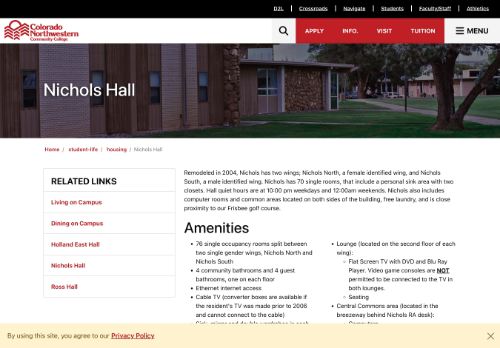 D2L
Crossroads
Navigate
Students
Faculty/Staff
Athletics
Colorado
Northwestern
Community College
APPLY
INFO.
VISIT
TUITION
MENU
Nichols Hall
Home / student-life / housing / Nichols Hall
RELATED LINKS
Living on Campus
Dining on Campus
Holland East Hall
Nichols Hall
Ross Hall
Remodeled in 2004, Nichols has two wings; Nichols North, a female identified wing, and Nichols
South, a male identified wing. Nichols has 70 single rooms, that include a personal sink area with two
closets. Hall quiet hours are at 10:00 pm weekdays and 12:00am weekends. Nichols also includes
computer rooms and common areas located on both sides of the building, free laundry, and is close
proximity to our Frisbee golf course.
Amenities
• 76 single occupancy rooms split between
two single gender wings, Nichols North and
Nichols South
• 4 community bathrooms and 4 guest
bathrooms, one on each floor
• Ethernet internet access
• Cable TV (converter boxes are available if
the resident's TV was made prior to 2006
and cannot connect to the cable)
• Lounge (located on the second floor of each
wing):
○ Flat Screen TV with DVD and Blu Ray
Player. Video game consoles are NOT
permitted to be connected to the TV in
both lounges.
○ Seating
• Central Commons area (located in the
breezeway behind Nichols RA desk):
By using this site, you agree to our Privacy Policy